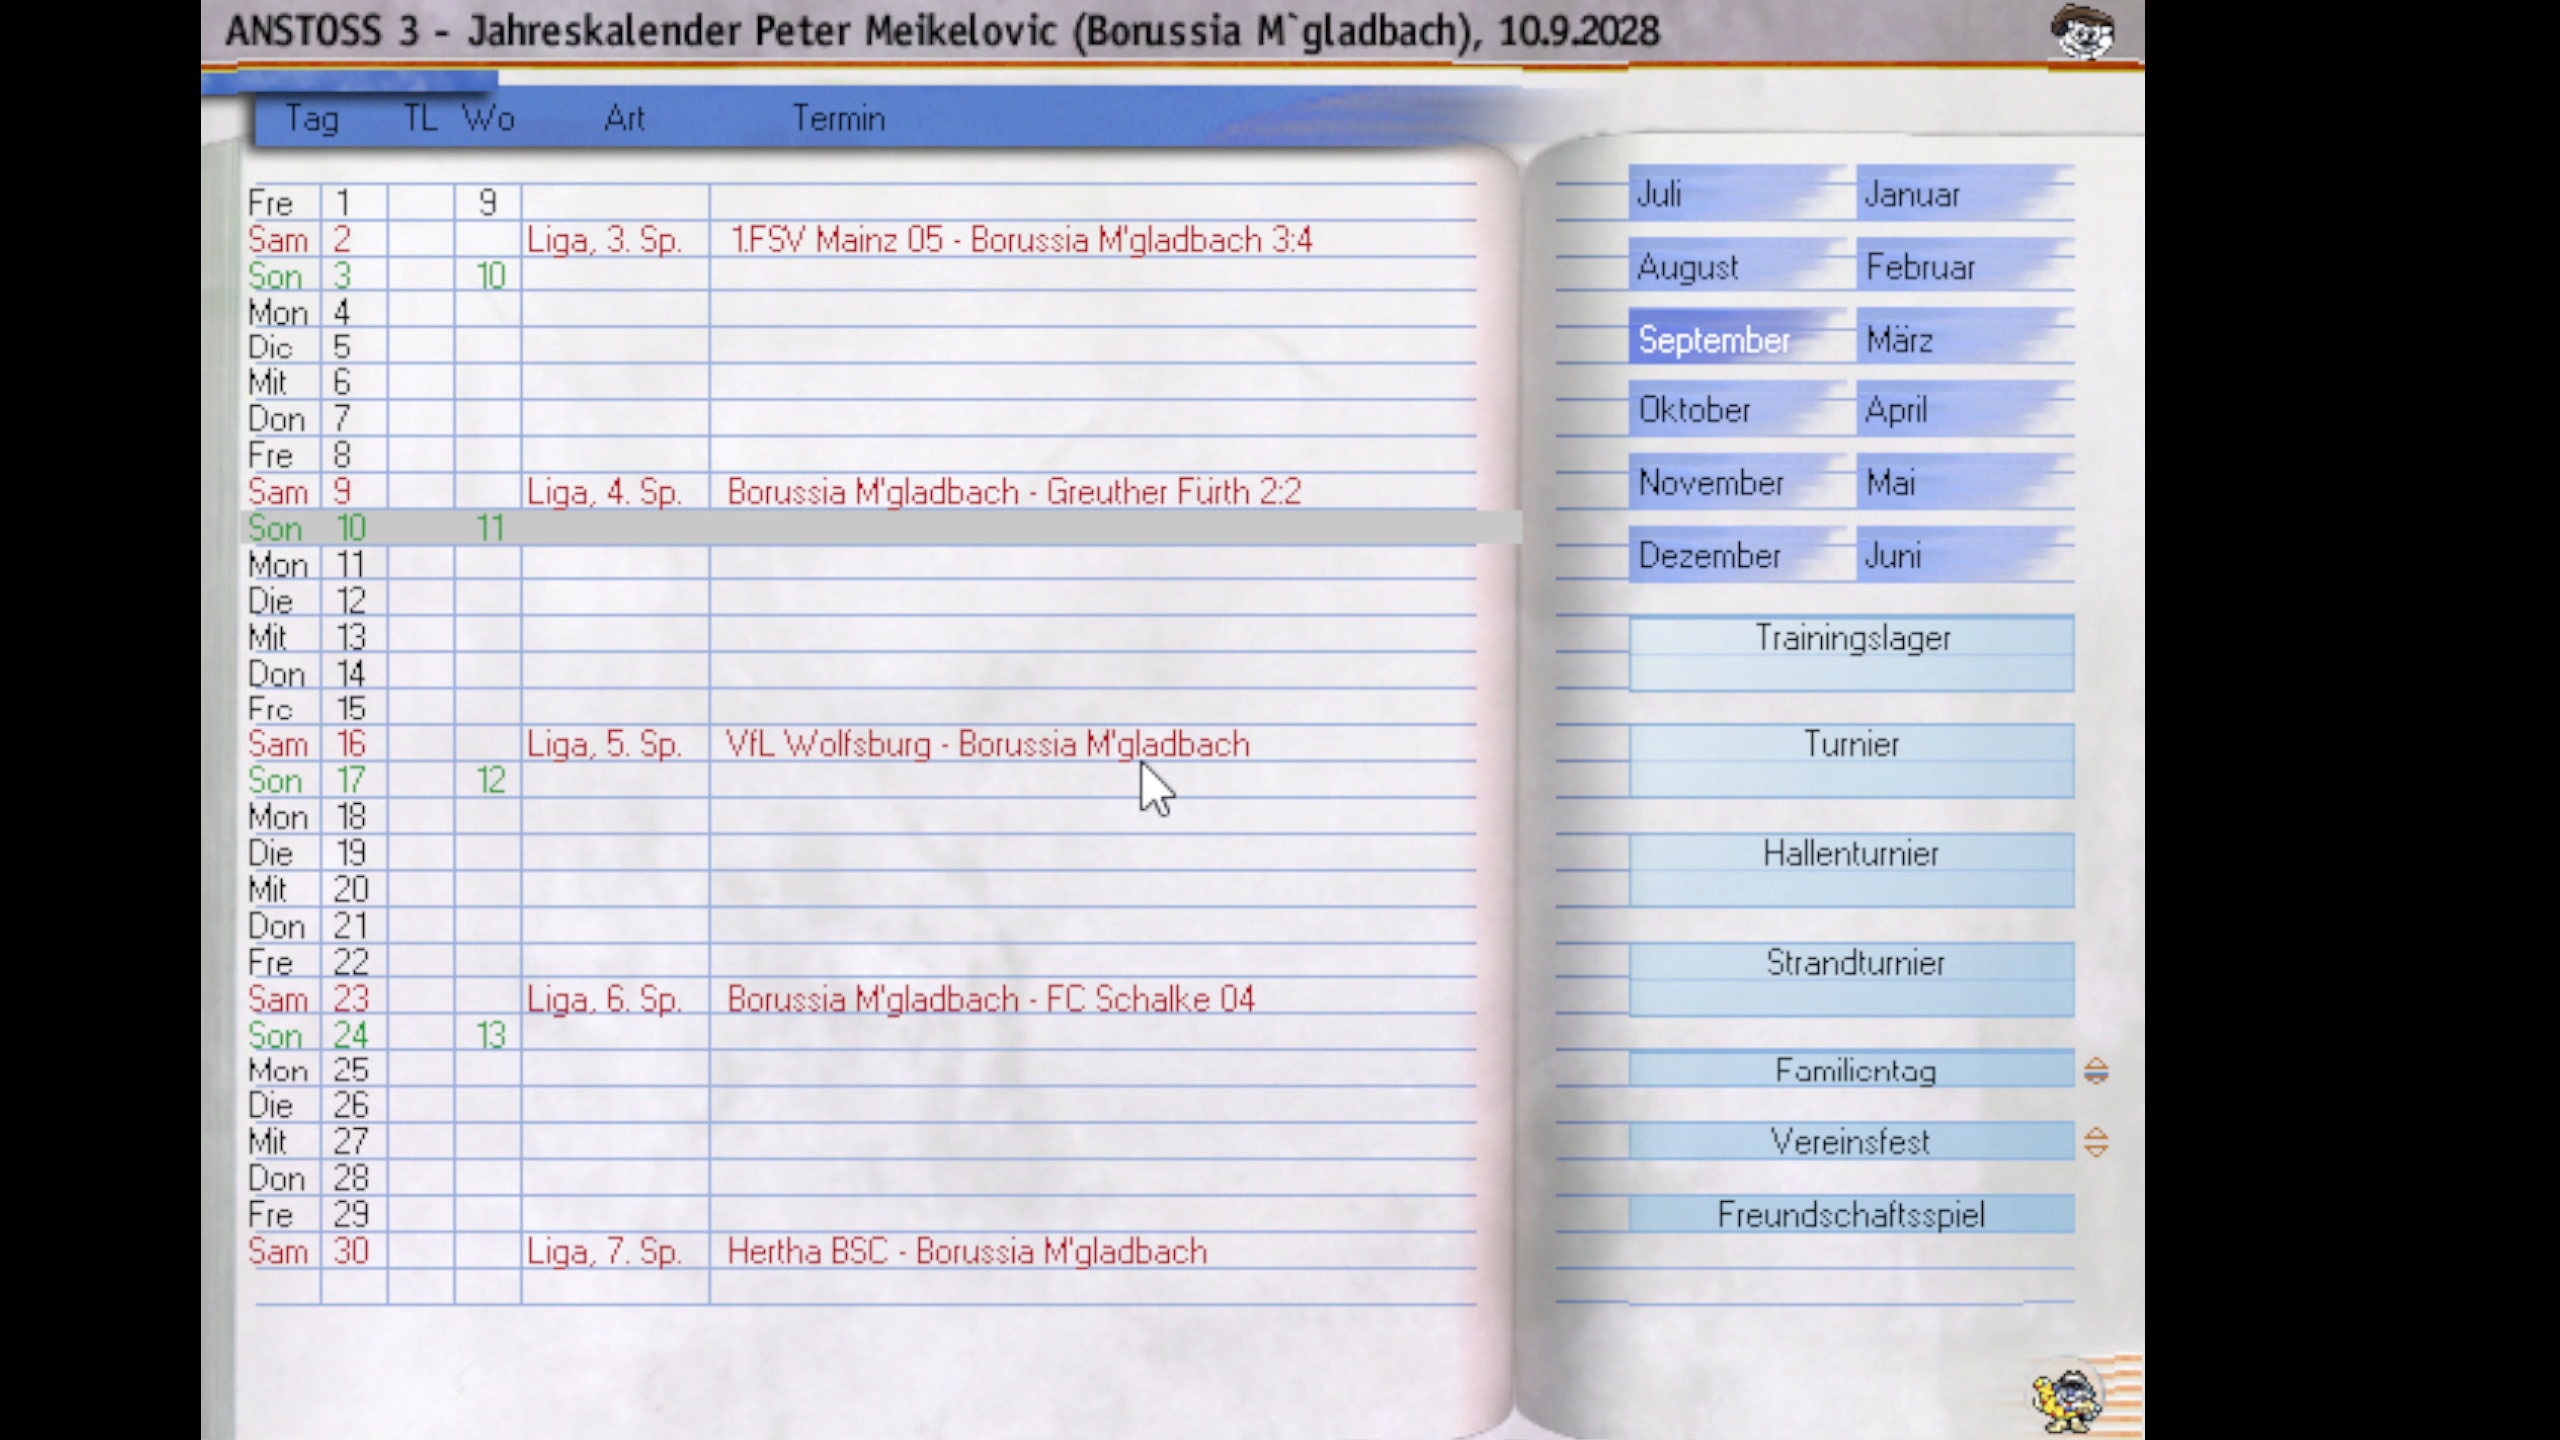 ANSTOSS 3 - Jahreskalender Peter Meikelovic (Borussia M`gladbach), 10.9.2028
Tag TL Wo Art Termin
Fre 1 9
Sam 2 Liga, 3. Sp. 1.FSV Mainz 05 - Borussia M'gladbach 3:4
Son 3 10
Mon 4
Die 5
Mit 6
Don 7
Fre 8
Sam 9 Liga, 4. Sp. Borussia M'gladbach - Greuther Fürth 2:2
Son 10 11
Mon 11
Die 12
Mit 13
Don 14
Fre 15
Sam 16 Liga, 5. Sp. VfL Wolfsburg - Borussia M'gladbach
Son 17 12
Mon 18
Die 19
Mit 20
Don 21
Fre 22
Sam 23 Liga, 6. Sp. Borussia M'gladbach - FC Schalke 04
Son 24 13
Mon 25
Die 26
Mit 27
Don 28
Fre 29
Sam 30 Liga, 7. Sp. Hertha BSC - Borussia M'gladbach
Juli Januar
August Februar
September März
Oktober April
November Mai
Dezember Juni
Trainingslager
Turnier
Hallenturnier
Strandturnier
Familientag
Vereinsfest
Freundschaftsspiel